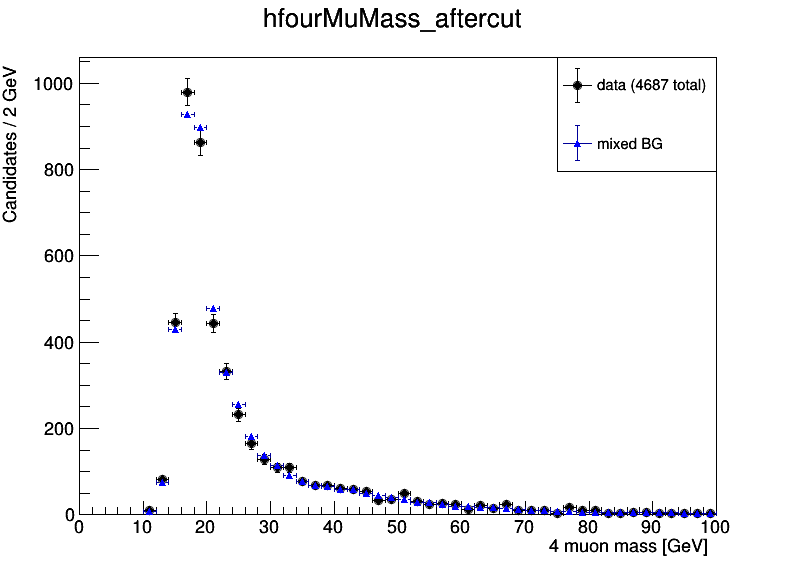 hfourMuMass_aftercut
Candidates / 2 GeV
1000
800
600
400
200
0
data (4687 total)
mixed BG
0 10 20 30 40 50 60 70 80 90 100
4 muon mass [GeV]